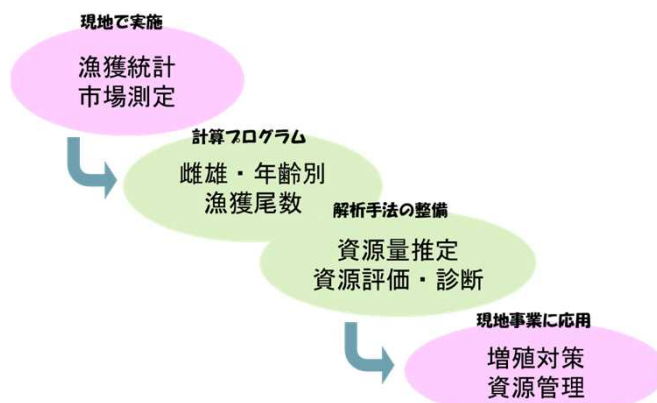 現地で実施
漁獲統計
市場測定
計算プログラム
雌雄・年齢別
漁獲尾数
解析手法の整備
資源量推定
資源評価・診断
現地事業に応用
増殖対策
資源管理